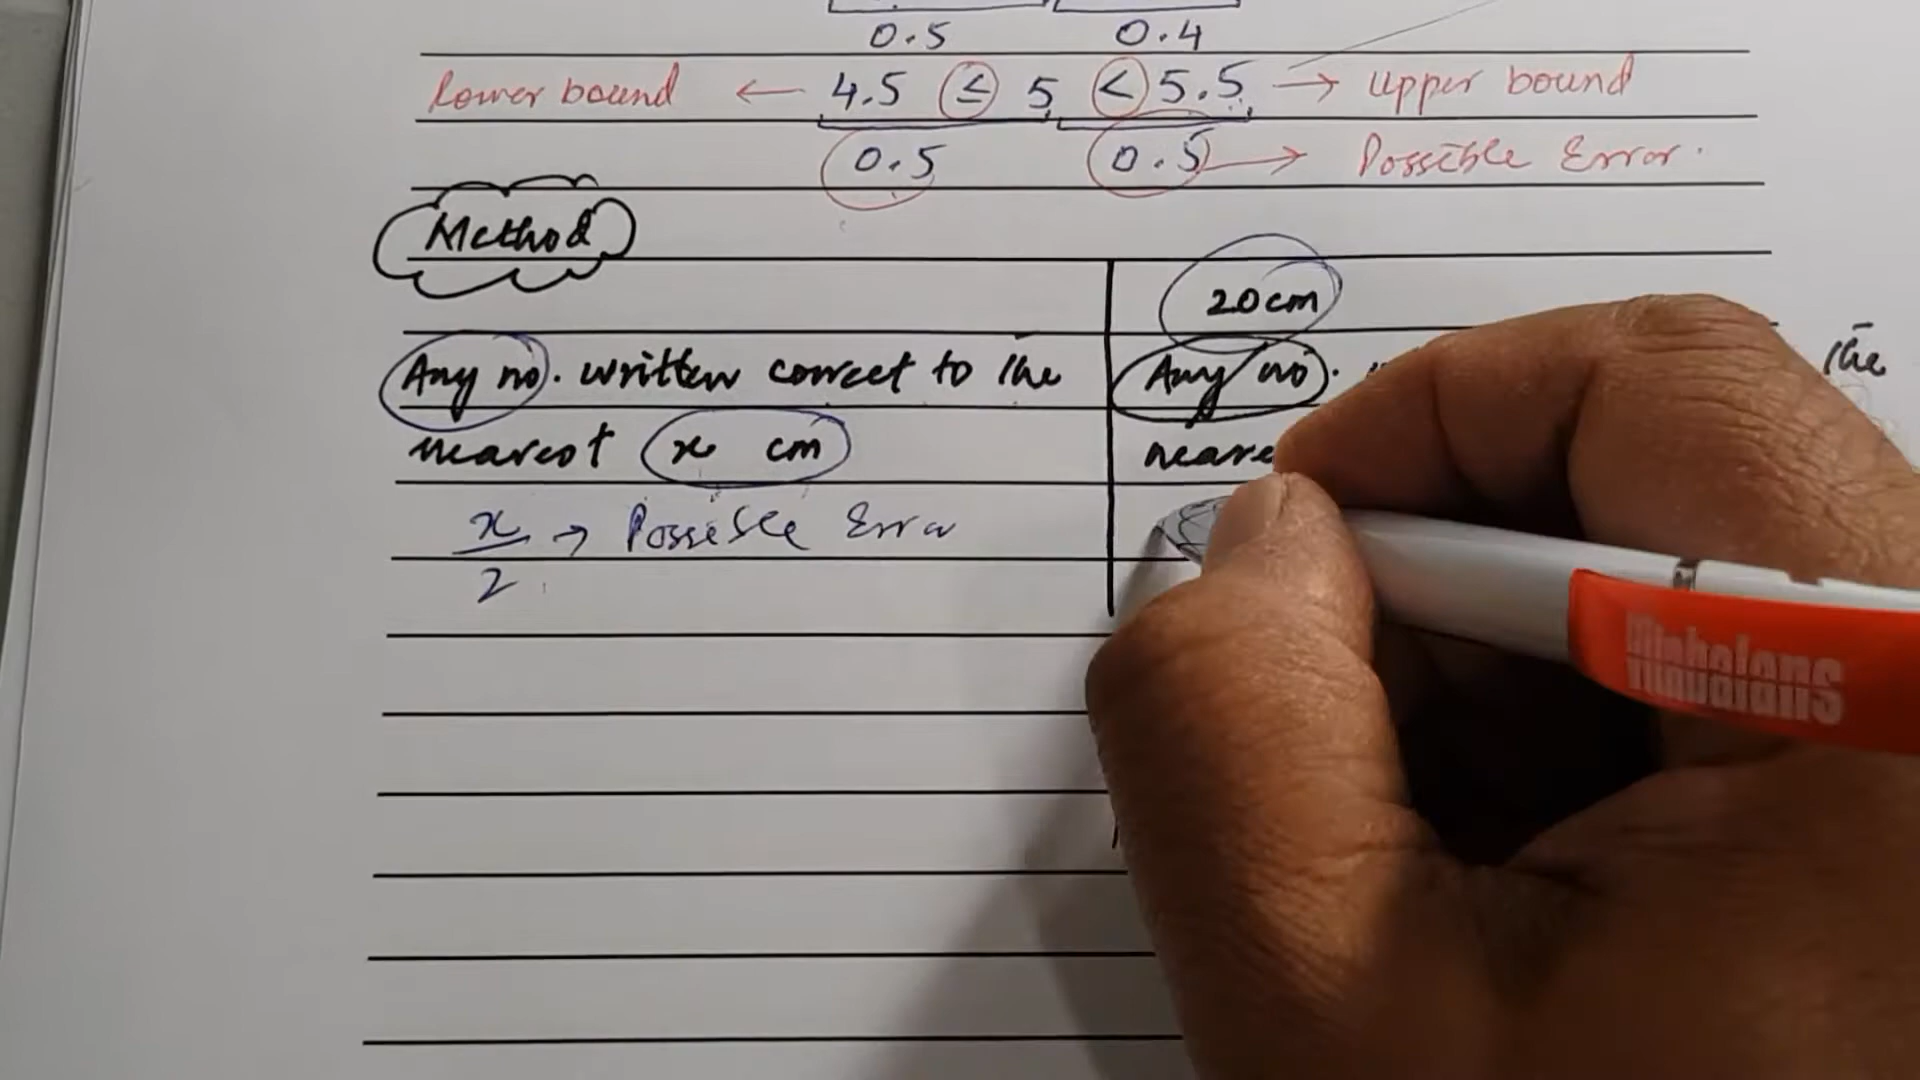 0.5 0.4
Lower bound ← 4.5 ≤ 5 < 5.5 → Upper bound
0.5 0.5 → Possible Error.
Method
20cm
Any no. written correct to the
nearest x cm
x/2 → Possible Error
Any no. the
neare